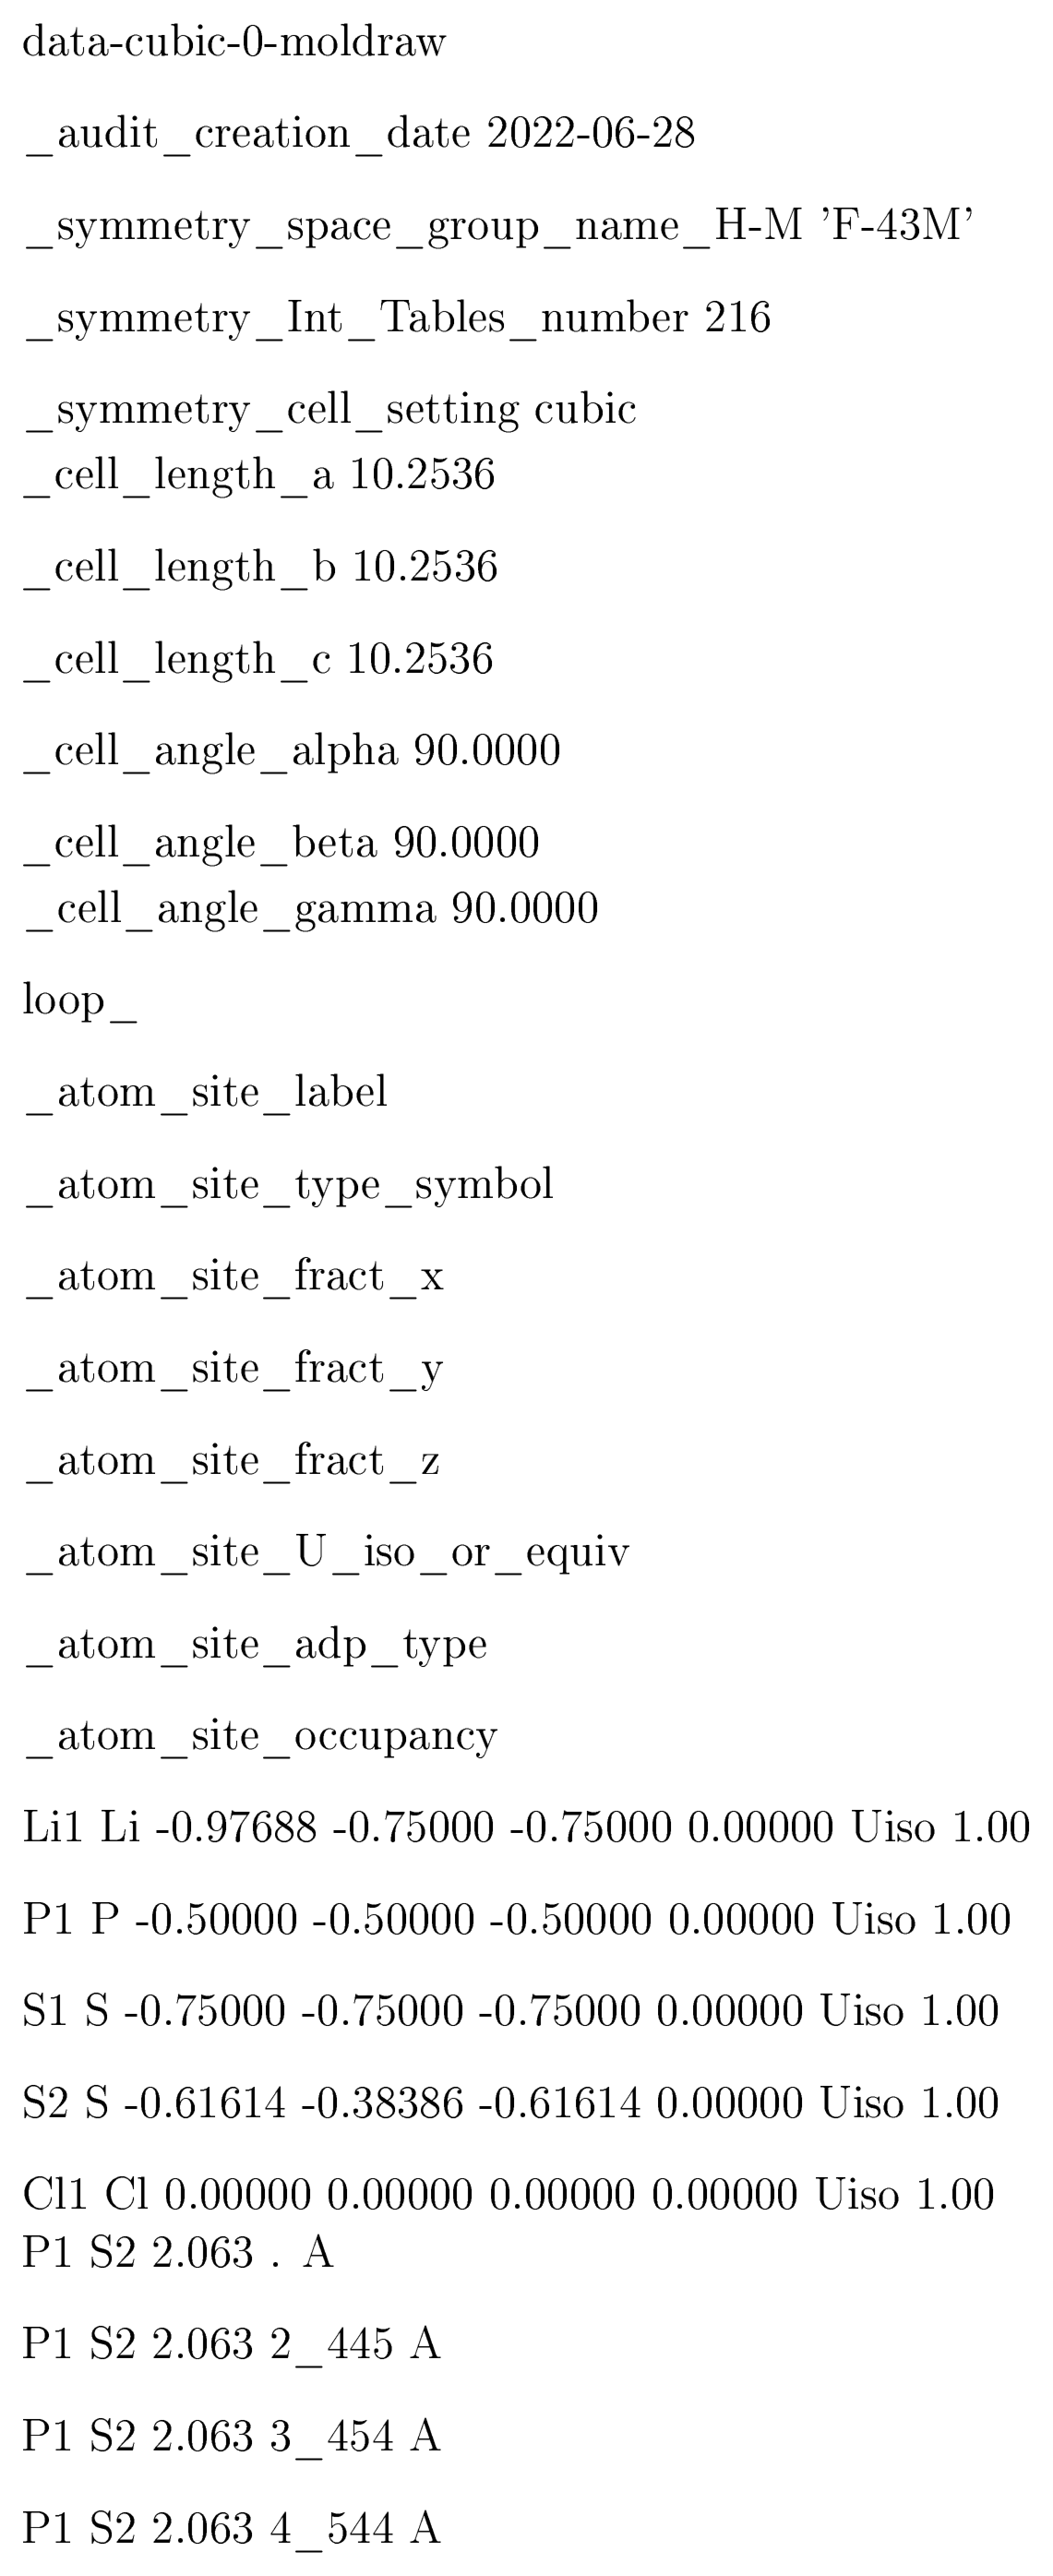 data-cubic-0-moldraw
_audit_creation_date 2022-06-28
_symmetry_space_group_name_H-M 'F-43M'
_symmetry_Int_Tables_number 216
_symmetry_cell_setting cubic
_cell_length_a 10.2536
_cell_length_b 10.2536
_cell_length_c 10.2536
_cell_angle_alpha 90.0000
_cell_angle_beta 90.0000
_cell_angle_gamma 90.0000
loop_
_atom_site_label
_atom_site_type_symbol
_atom_site_fract_x
_atom_site_fract_y
_atom_site_fract_z
_atom_site_U_iso_or_equiv
_atom_site_adp_type
_atom_site_occupancy
Li1 Li -0.97688 -0.75000 -0.75000 0.00000 Uiso 1.00
P1 P -0.50000 -0.50000 -0.50000 0.00000 Uiso 1.00
S1 S -0.75000 -0.75000 -0.75000 0.00000 Uiso 1.00
S2 S -0.61614 -0.38386 -0.61614 0.00000 Uiso 1.00
Cl1 Cl 0.00000 0.00000 0.00000 0.00000 Uiso 1.00
P1 S2 2.063 . A
P1 S2 2.063 2_445 A
P1 S2 2.063 3_454 A
P1 S2 2.063 4_544 A